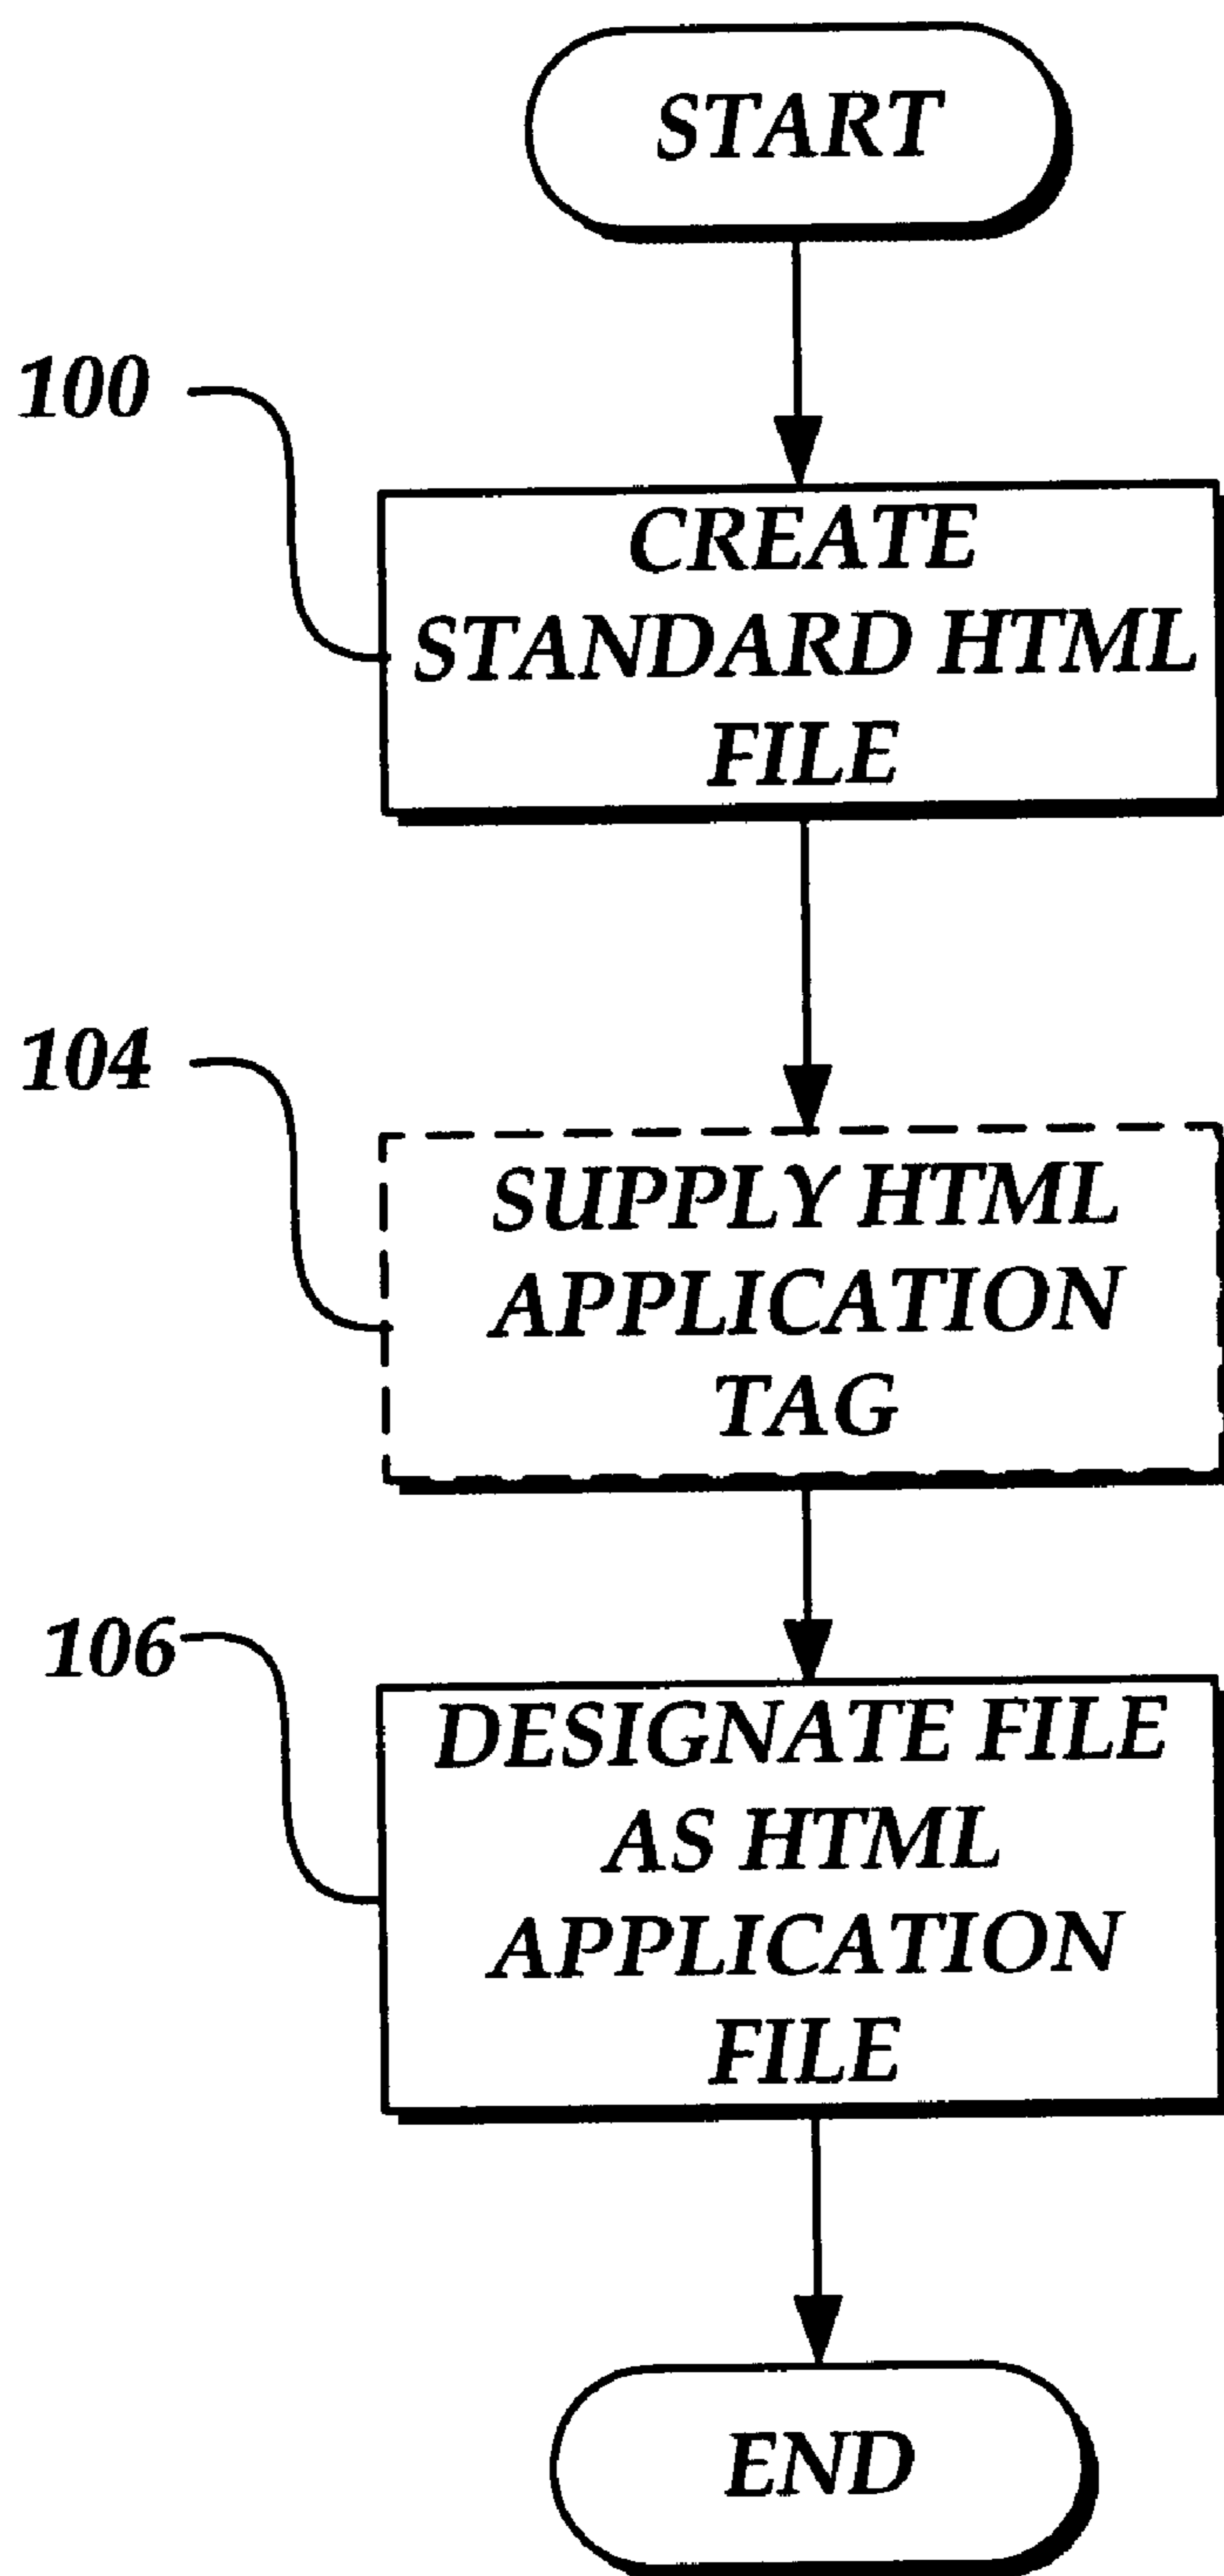 START
100
CREATE
STANDARD HTML
FILE
104
SUPPLY HTML
APPLICATION
TAG
106
DESIGNATE FILE
AS HTML
APPLICATION
FILE
END